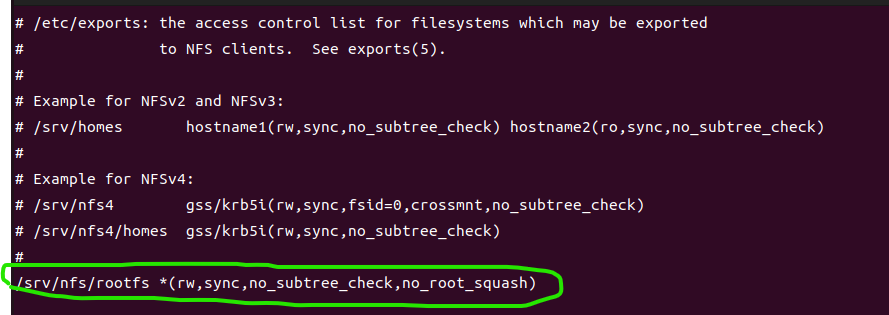 # /etc/exports: the access control list for filesystems which may be exported
#               to NFS clients.  See exports(5).
#
# Example for NFSv2 and NFSv3:
# /srv/homes       hostname1(rw,sync,no_subtree_check) hostname2(ro,sync,no_subtree_check)
#
# Example for NFSv4:
# /srv/nfs4        gss/krb5i(rw,sync,fsid=0,crossmnt,no_subtree_check)
# /srv/nfs4/homes  gss/krb5i(rw,sync,no_subtree_check)
#
/srv/nfs/rootfs *(rw,sync,no_subtree_check,no_root_squash)